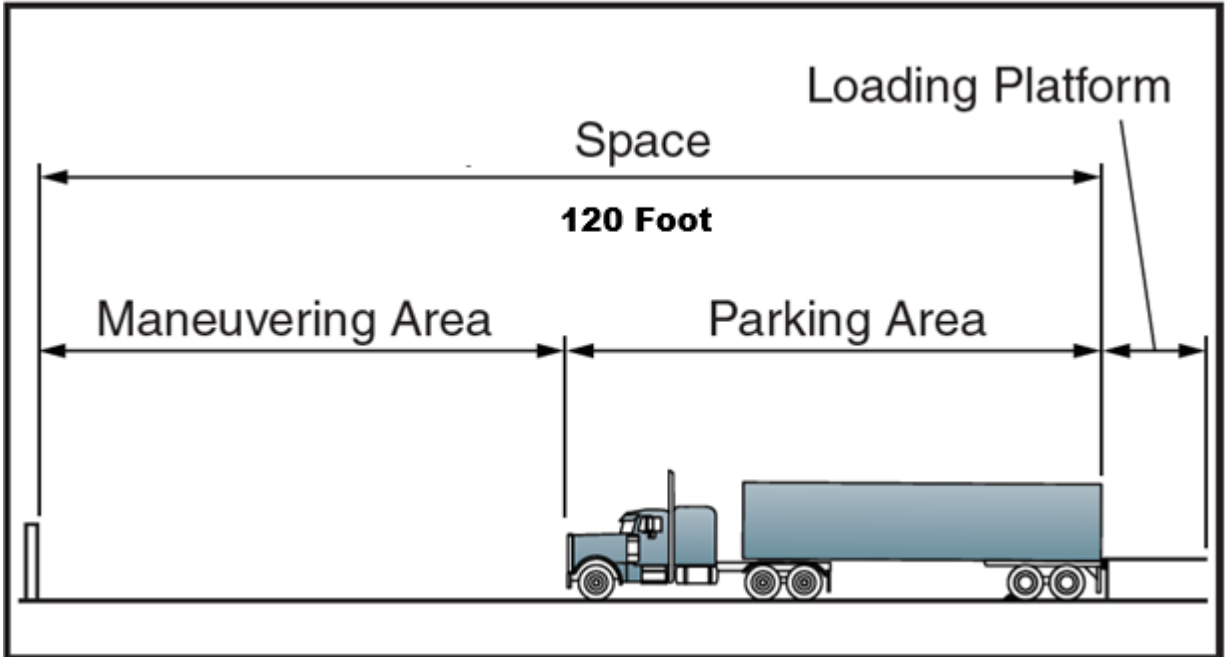 Loading Platform
Space
120 Foot
Maneuvering Area
Parking Area